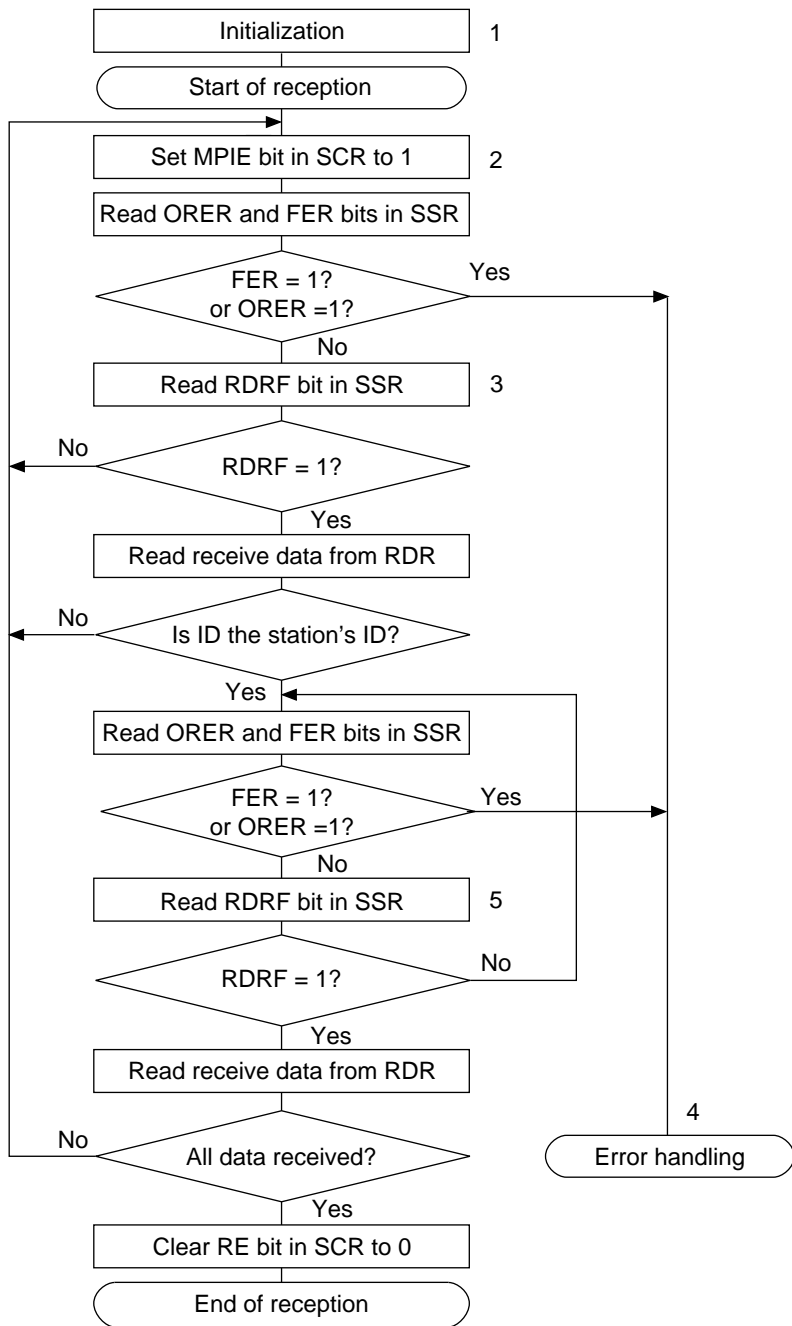 Initialization
1
Start of reception
Set MPIE bit in SCR to 1
2
Read ORER and FER bits in SSR
FER = 1?
or ORER =1?
Yes
No
Read RDRF bit in SSR
3
RDRF = 1?
No
Yes
Read receive data from RDR
Is ID the station's ID?
No
Yes
Read ORER and FER bits in SSR
FER = 1?
or ORER =1?
Yes
No
Read RDRF bit in SSR
5
RDRF = 1?
No
Yes
Read receive data from RDR
All data received?
No
Yes
4
Error handling
Clear RE bit in SCR to 0
End of reception